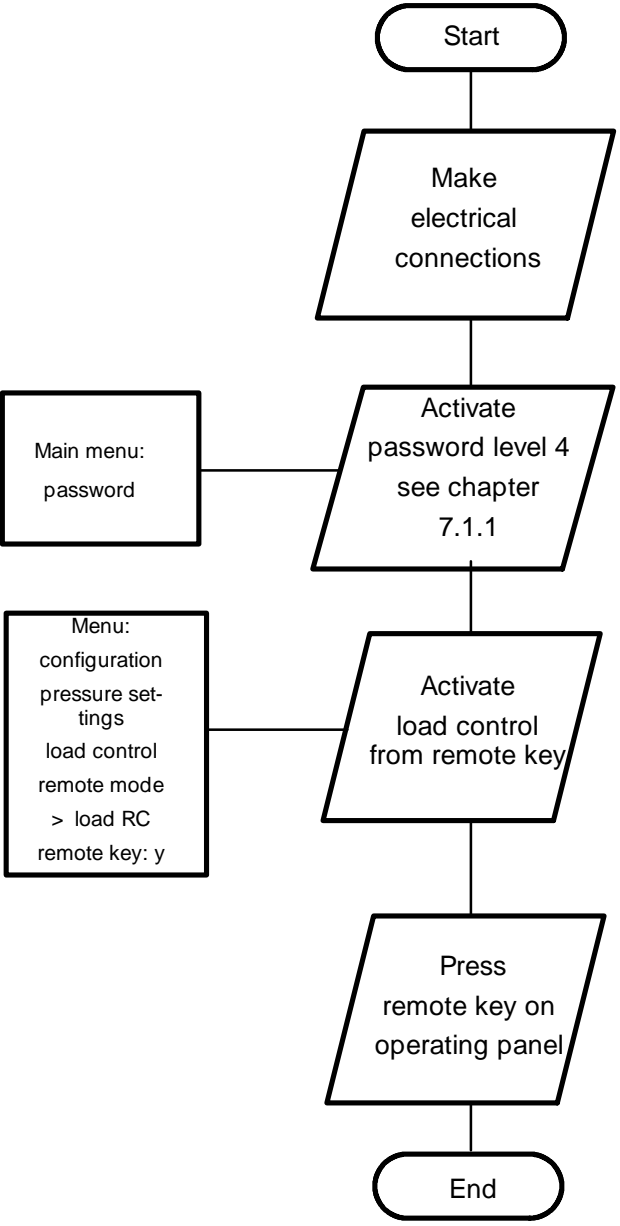 Start
Make
electrical
connections
Main menu:
password
Activate
password level 4
see chapter
7.1.1
Menu:
configuration
pressure set-
tings
load control
remote mode
> load RC
remote key: y
Activate
load control
from remote key
Press
remote key on
operating panel
End